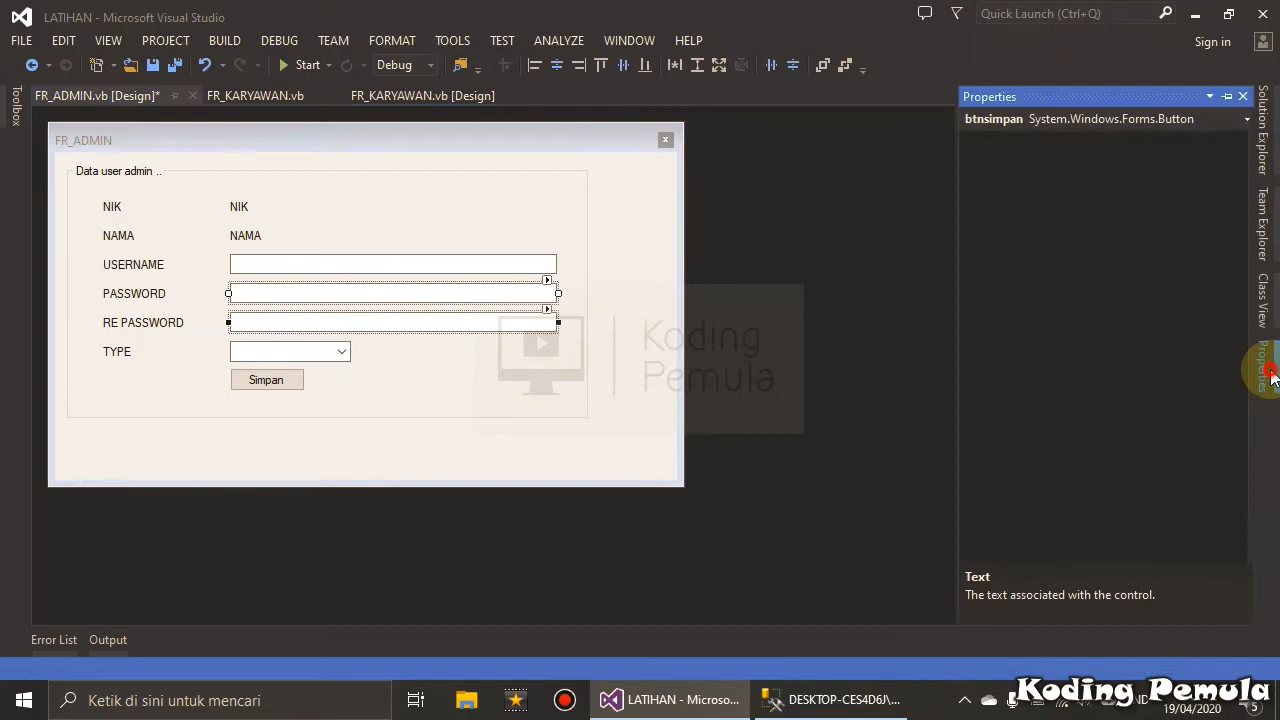 LATIHAN - Microsoft Visual Studio
Quick Launch (Ctrl+Q)
FILE EDIT VIEW PROJECT BUILD DEBUG TEAM FORMAT TOOLS TEST ANALYZE WINDOW HELP
Sign in
Start
Debug
Toolbox
FR_ADMIN.vb [Design]*
FR_KARYAWAN.vb
FR_KARYAWAN.vb [Design]
FR_ADMIN
Data user admin ..
NIK NIK
NAMA NAMA
USERNAME
PASSWORD
RE PASSWORD
TYPE
Simpan
Koding
Pemula
Properties
btnsimpan System.Windows.Forms.Button
Text
The text associated with the control.
Solution Explorer
Team Explorer
Class View
Properties
Error List Output
Ketik di sini untuk mencari
LATIHAN - Microso...
DESKTOP-CES4D6J\...
Koding Pemula
19/04/2020
5